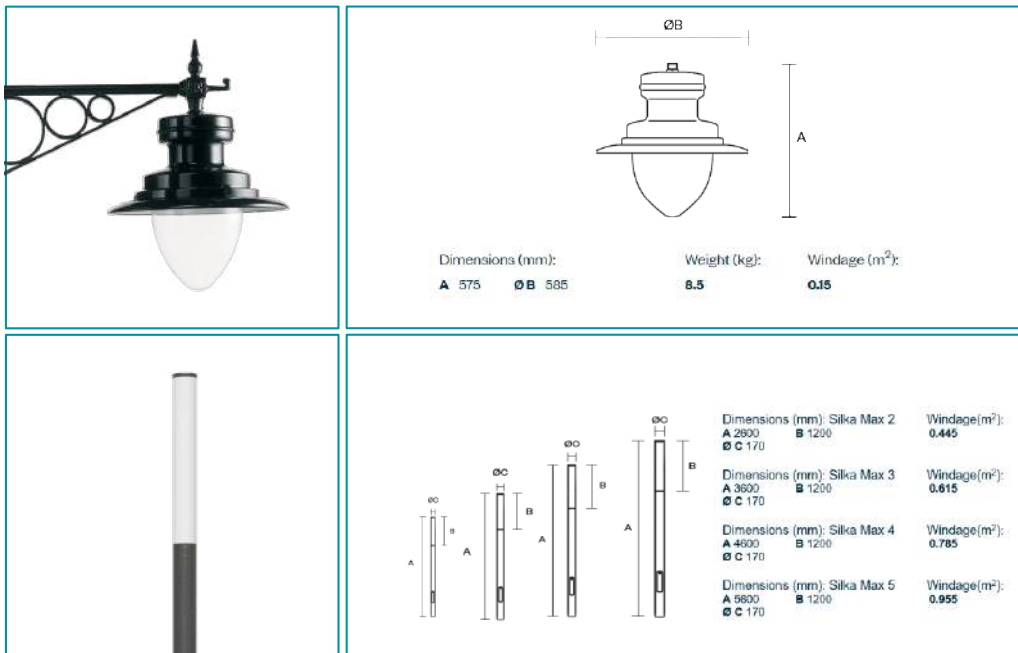 ØB
A
Dimensions (mm): Weight (kg): Windage (m²):
A 575 ØB 585 8.5 0.15
ØC
ØC
ØC
ØC
A
B
A
B
A
B
A
B
Dimensions (mm): Silka Max 2 Windage(m²):
A 2600 B 1200 0.445
Ø C 170
Dimensions (mm): Silka Max 3 Windage(m²):
A 3600 B 1200 0.615
Ø C 170
Dimensions (mm): Silka Max 4 Windage(m²):
A 4600 B 1200 0.785
Ø C 170
Dimensions (mm): Silka Max 5 Windage(m²):
A 5600 B 1200 0.955
Ø C 170